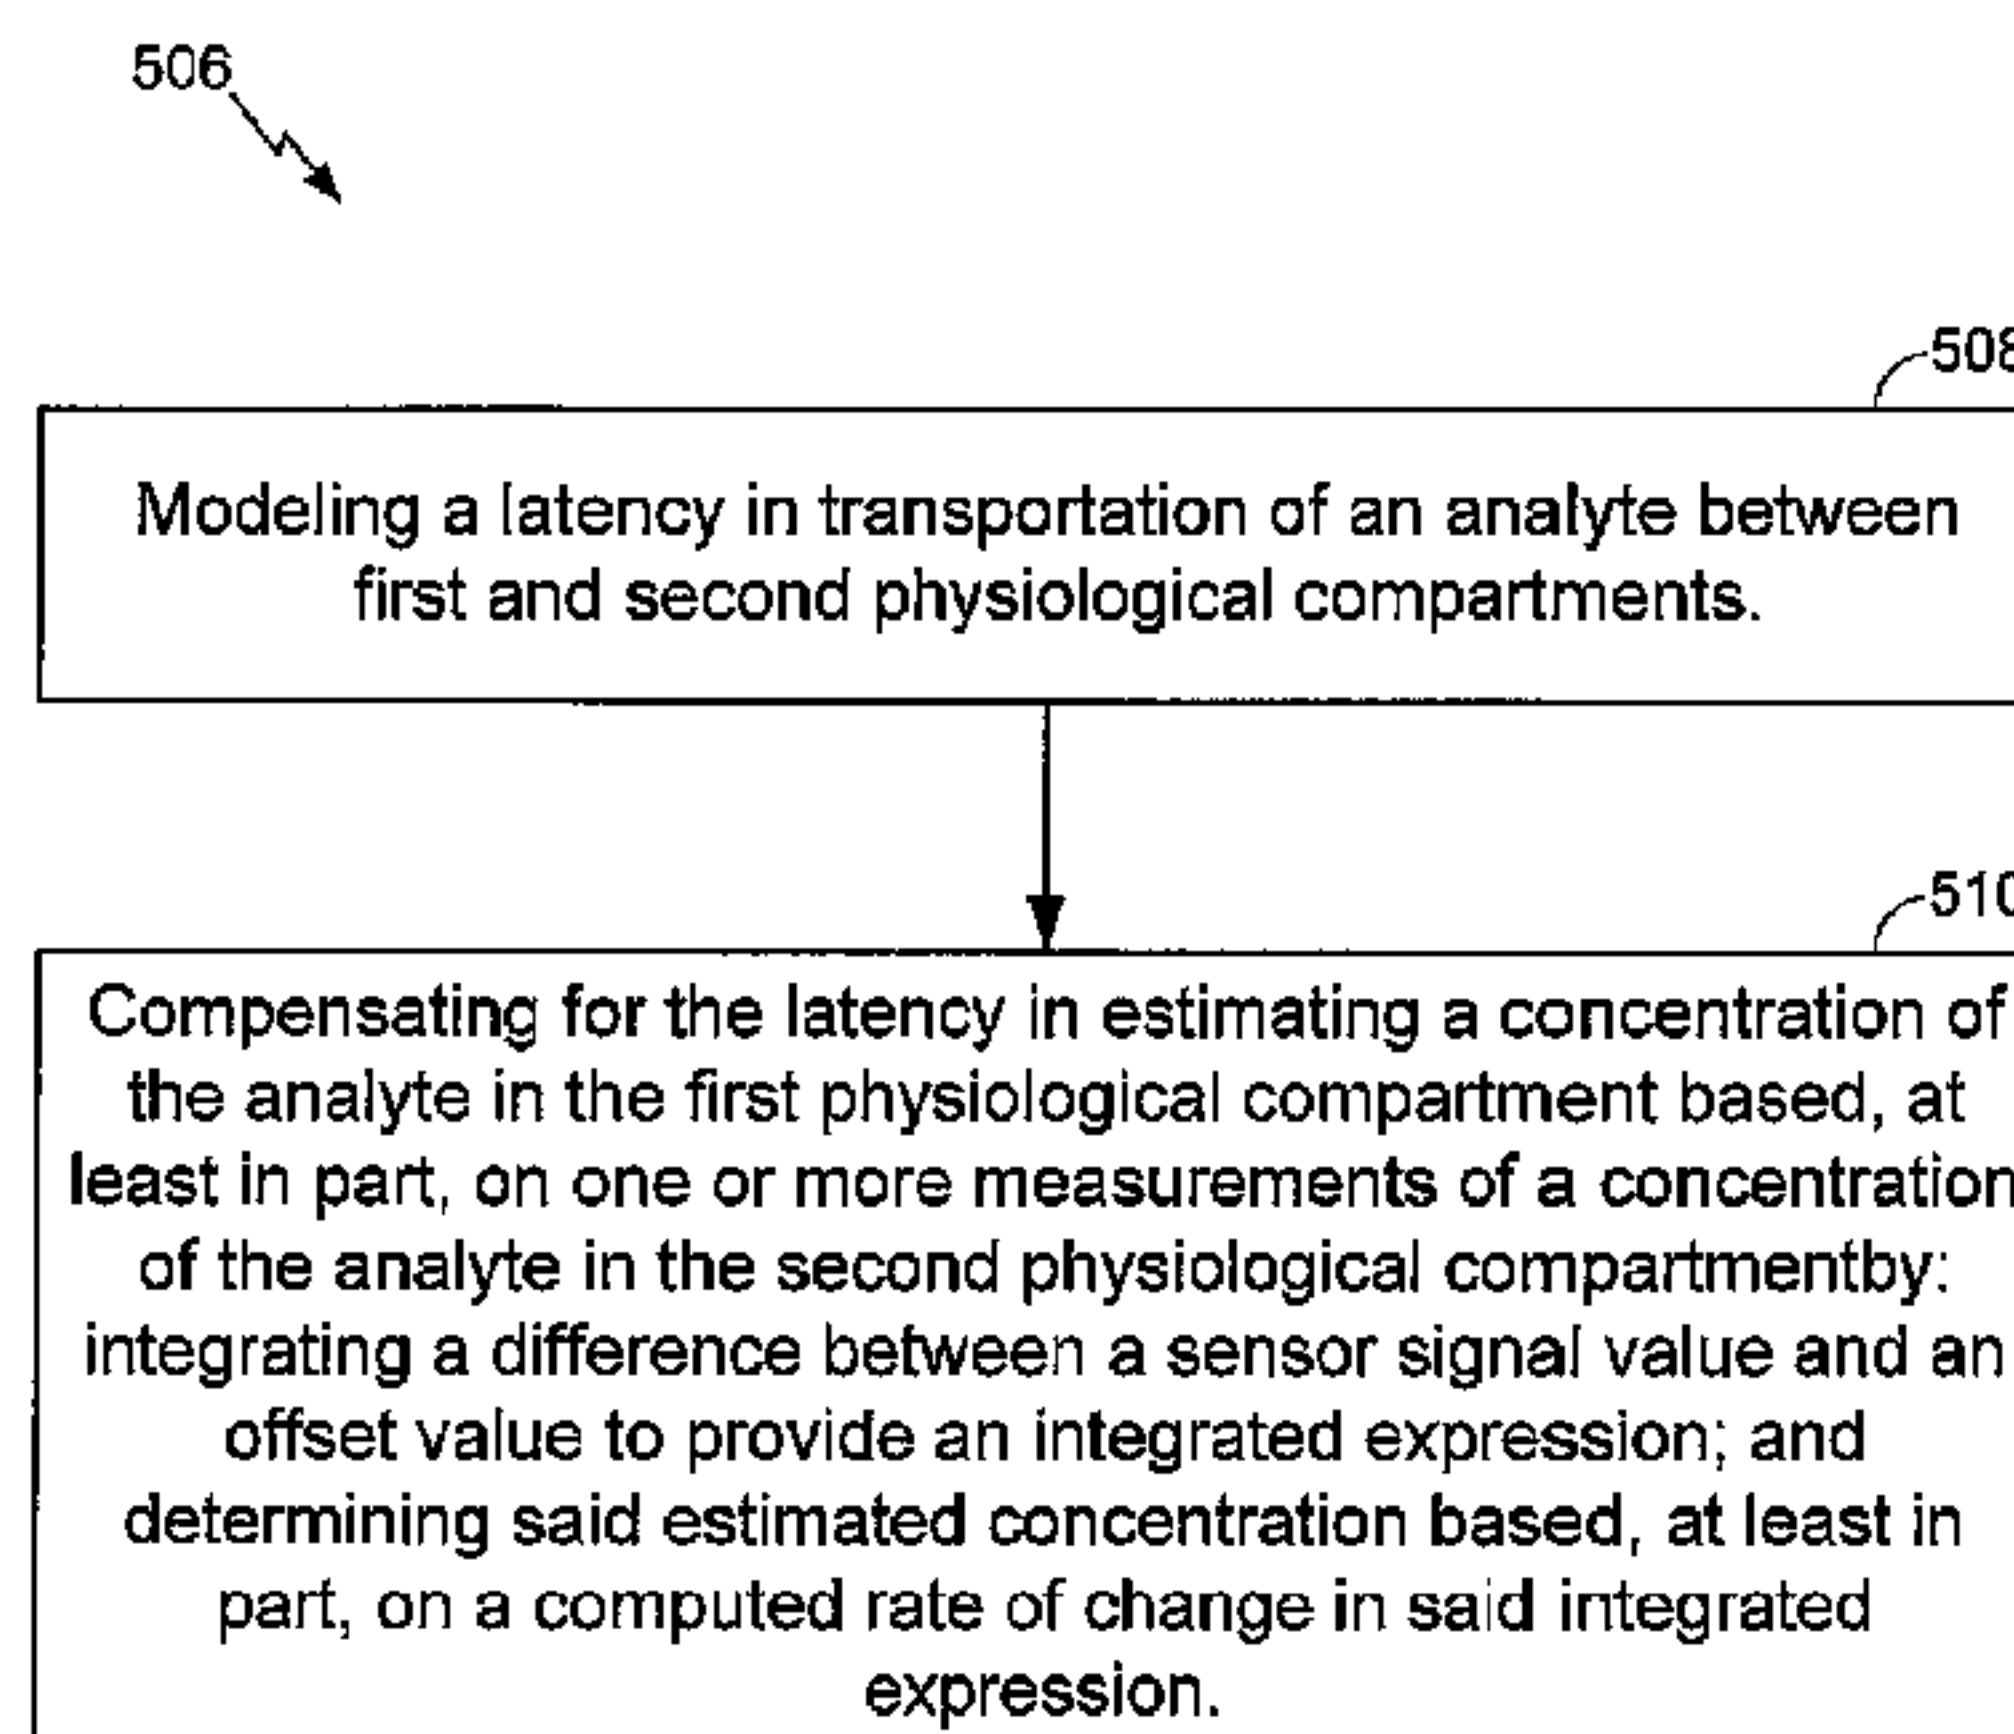 506
508
Modeling a latency in transportation of an analyte between
first and second physiological compartments.
510
Compensating for the latency in estimating a concentration of
the analyte in the first physiological compartment based, at
least in part, on one or more measurements of a concentration
of the analyte in the second physiological compartmentby:
integrating a difference between a sensor signal value and an
offset value to provide an integrated expression; and
determining said estimated concentration based, at least in
part, on a computed rate of change in said integrated
expression.